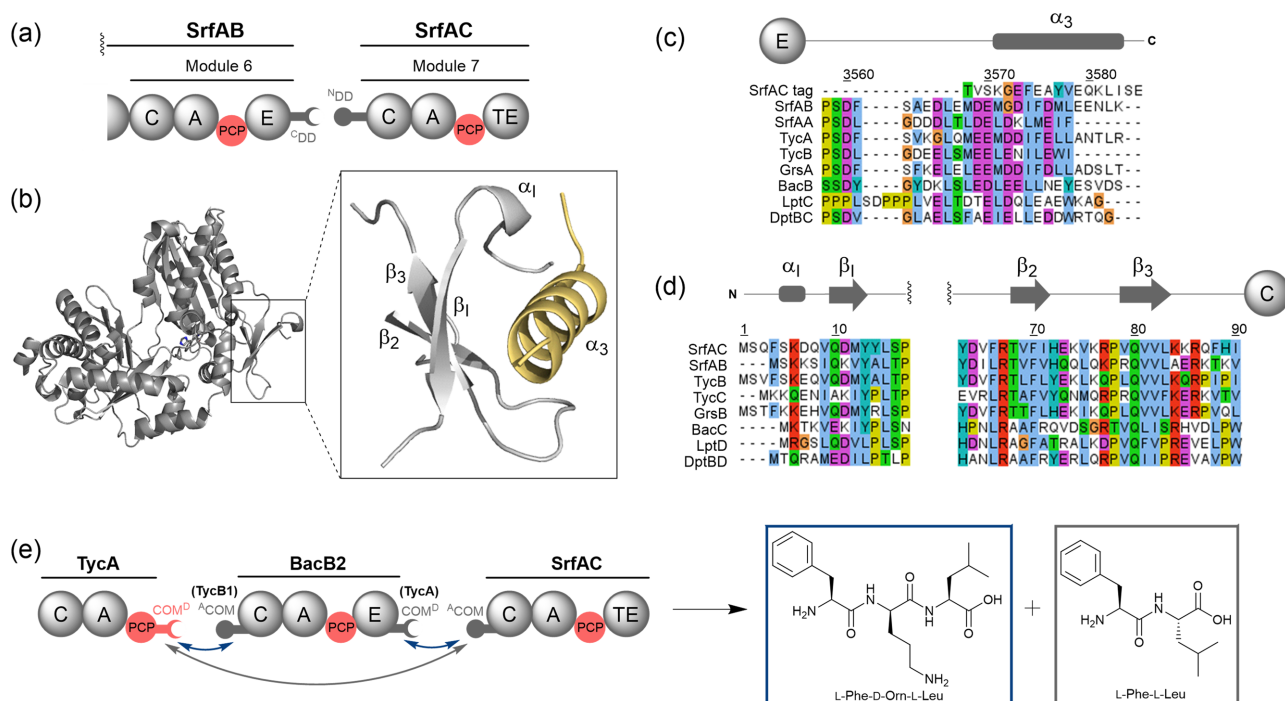 (a)
SrfAB
SrfAC
Module 6
Module 7
C A PCP E
CDD
NDD
C A PCP TE
(b)
αI
β3
βI
β2
α3
(c)
E
α3
C
3560 3570 3580
SrfAC tag TVSKGEFEAYVEQKLISE
SrfAB PSDF-----SAEDLEMDEMGDIFDMLEENLK--
SrfAA PSDL-----GDDDLTLDELDKLMEIF-------
TycA PSDF-----SVKGLQMEEMDDIFELLANTLR--
TycB PSDL-----GDEELSMEELENILEWI-------
GrsA PSDL-----SFKELELEEMDDIFDLLADSLT--
BacB SSDY-----GYDKLSLEDLEELLNEYESVDS--
LptC PPPLSDPPPLVELTDTELDQLEAEWKAG----
DptBC PSDV-----GLAELSFAEIELLEDDWRTQG---
(d)
N
αI
βI
β2
β3
C
1 10 70 80 90
SrfAC MSQFSKDQVQDMYYLSP YDVFRTVFIHEKVKRPVQVVLKKRQFHI
SrfAB --MSKKSIQKVYALTP YDILRTVFLHQKLQKPRQVVLAERKTKV
TycB MSVFSKEQVQDMYALTP YDVFRTLFLYEKLKQPLQVVLKQRPIPI
TycC --MKKQENIAKIYPLTP EVRLRTAFVYQNMQRPRQVVFKERKVTV
GrsB MSTFKKEHVQDMYRLSP YDVFRTTFLHEKIKQPLQVVLKERPVQL
BacC ----MKTKVEKIYPLSN HPNLRAAFRQVDSGRTVQLISRHVDLPW
LptD ----MRGSLQDVLPLSP HDNLRAGFATRALKDPVQFVPREVELPW
DptBD ---MTQRAMEDILPTLP HANLRAAFRYERLQRPVQIIPREVAVPW
(e)
TycA
BacB2
SrfAC
C A PCP
COMD
(TycB1)
ACOM
C A PCP E
(TycA)
COMD
ACOM
C A PCP TE
H2N
O
H
N
O
N
H
O
OH
NH2
L-Phe-D-Orn-L-Leu
+
H2N
O
H
N
O
OH
L-Phe-L-Leu